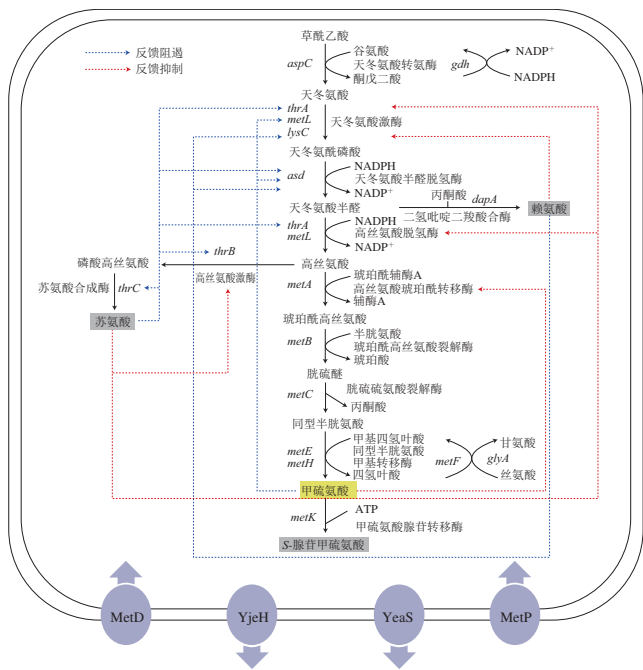 反馈阻遏
反馈抑制
草酰乙酸
aspC
谷氨酸
天冬氨酸转氨酶
酮戊二酸
gdh
NADP+
NADPH
天冬氨酸
thrA
metL
lysC
天冬氨酸激酶
天冬氨酰磷酸
asd
NADPH
天冬氨酸半醛脱氢酶
NADP+
天冬氨酸半醛
丙酮酸
dapA
二氢吡啶二羧酸合酶
赖氨酸
thrA
metL
NADPH
高丝氨酸脱氢酶
NADP+
thrB
磷酸高丝氨酸
高丝氨酸激酶
高丝氨酸
苏氨酸合成酶
thrC
苏氨酸
metA
琥珀酰辅酶A
高丝氨酸琥珀酰转移酶
辅酶A
琥珀酰高丝氨酸
metB
半胱氨酸
琥珀酰高丝氨酸裂解酶
琥珀酸
胱硫醚
metC
胱硫硫氨酸裂解酶
丙酮酸
同型半胱氨酸
metE
metH
甲基四氢叶酸
同型半胱氨酸
甲基转移酶
四氢叶酸
metF
glyA
甘氨酸
丝氨酸
甲硫氨酸
metK
ATP
甲硫氨酸腺苷转移酶
S-腺苷甲硫氨酸
MetD
YjeH
YeaS
MetP